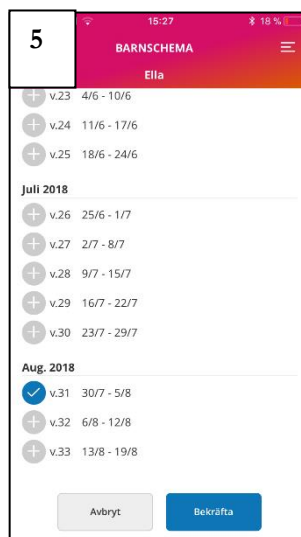 5
15:27
18 %
BARNSCHEMA
Ella
v.23 4/6 - 10/6
v.24 11/6 - 17/6
v.25 18/6 - 24/6
Juli 2018
v.26 25/6 - 1/7
v.27 2/7 - 8/7
v.28 9/7 - 15/7
v.29 16/7 - 22/7
v.30 23/7 - 29/7
Aug. 2018
v.31 30/7 - 5/8
v.32 6/8 - 12/8
v.33 13/8 - 19/8
Avbryt Bekräfta